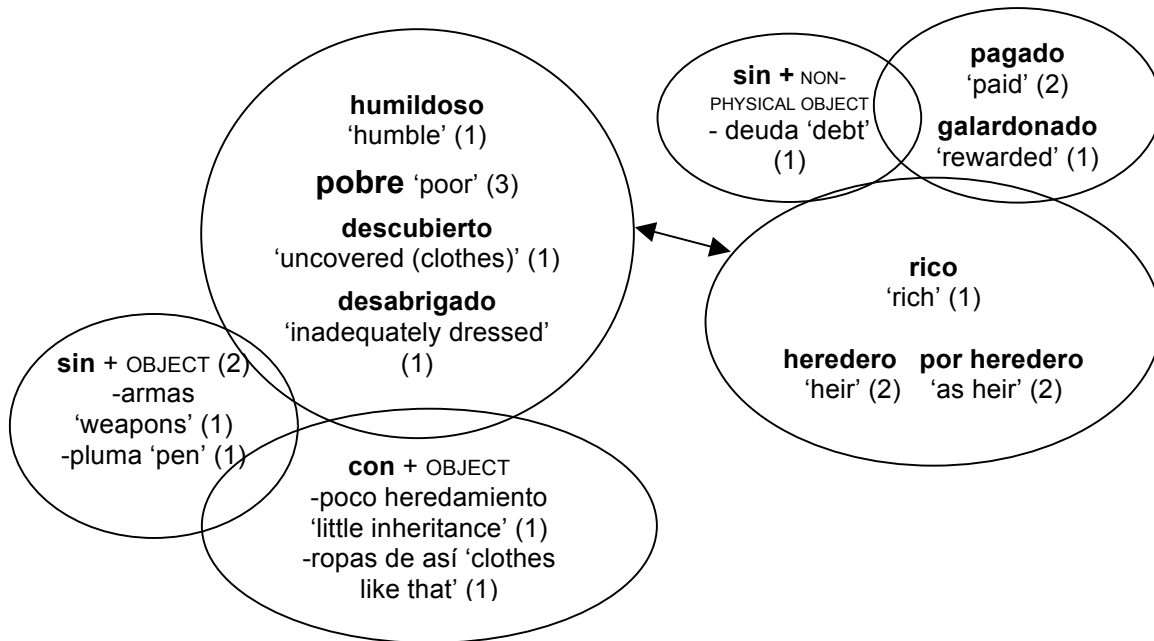 humildoso
‘humble’ (1)
pobre ‘poor’ (3)
descubierto
‘uncovered (clothes)’ (1)
desabrigado
‘inadequately dressed’
(1)
sin + OBJECT (2)
-armas
‘weapons’ (1)
-pluma ‘pen’ (1)
con + OBJECT
-poco heredamiento
‘little inheritance’ (1)
-ropas de así ‘clothes
like that’ (1)
sin + NON-
PHYSICAL OBJECT
- deuda ‘debt’
(1)
pagado
‘paid’ (2)
galardonado
‘rewarded’ (1)
rico
‘rich’ (1)
heredero por heredero
‘heir’ (2) ‘as heir’ (2)